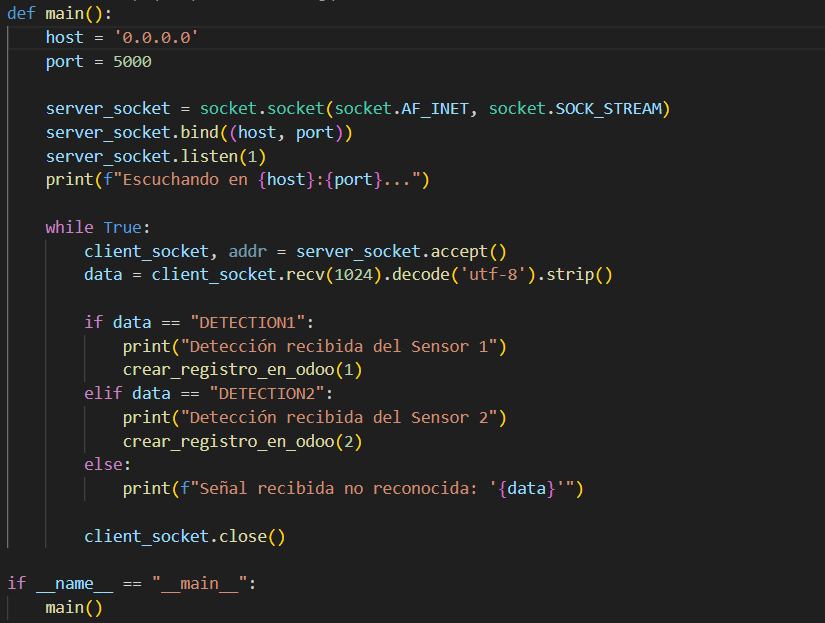 def main():
    host = '0.0.0.0'
    port = 5000

    server_socket = socket.socket(socket.AF_INET, socket.SOCK_STREAM)
    server_socket.bind((host, port))
    server_socket.listen(1)
    print(f"Escuchando en {host}:{port}...")

    while True:
        client_socket, addr = server_socket.accept()
        data = client_socket.recv(1024).decode('utf-8').strip()

        if data == "DETECTION1":
            print("Detección recibida del Sensor 1")
            crear_registro_en_odoo(1)
        elif data == "DETECTION2":
            print("Detección recibida del Sensor 2")
            crear_registro_en_odoo(2)
        else:
            print(f"Señal recibida no reconocida: '{data}'")

        client_socket.close()

if __name__ == "__main__":
    main()